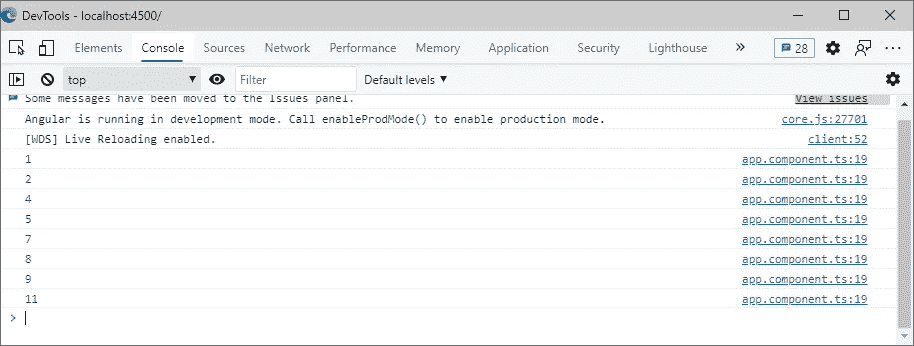 DevTools - localhost:4500/
Elements Console Sources Network Performance Memory Application Security Lighthouse » 28
top Filter Default levels
Some messages have been moved to the Issues panel. View issues
Angular is running in development mode. Call enableProdMode() to enable production mode. core.js:27701
[WDS] Live Reloading enabled. client:52
1 app.component.ts:19
2 app.component.ts:19
4 app.component.ts:19
5 app.component.ts:19
7 app.component.ts:19
8 app.component.ts:19
9 app.component.ts:19
11 app.component.ts:19
>